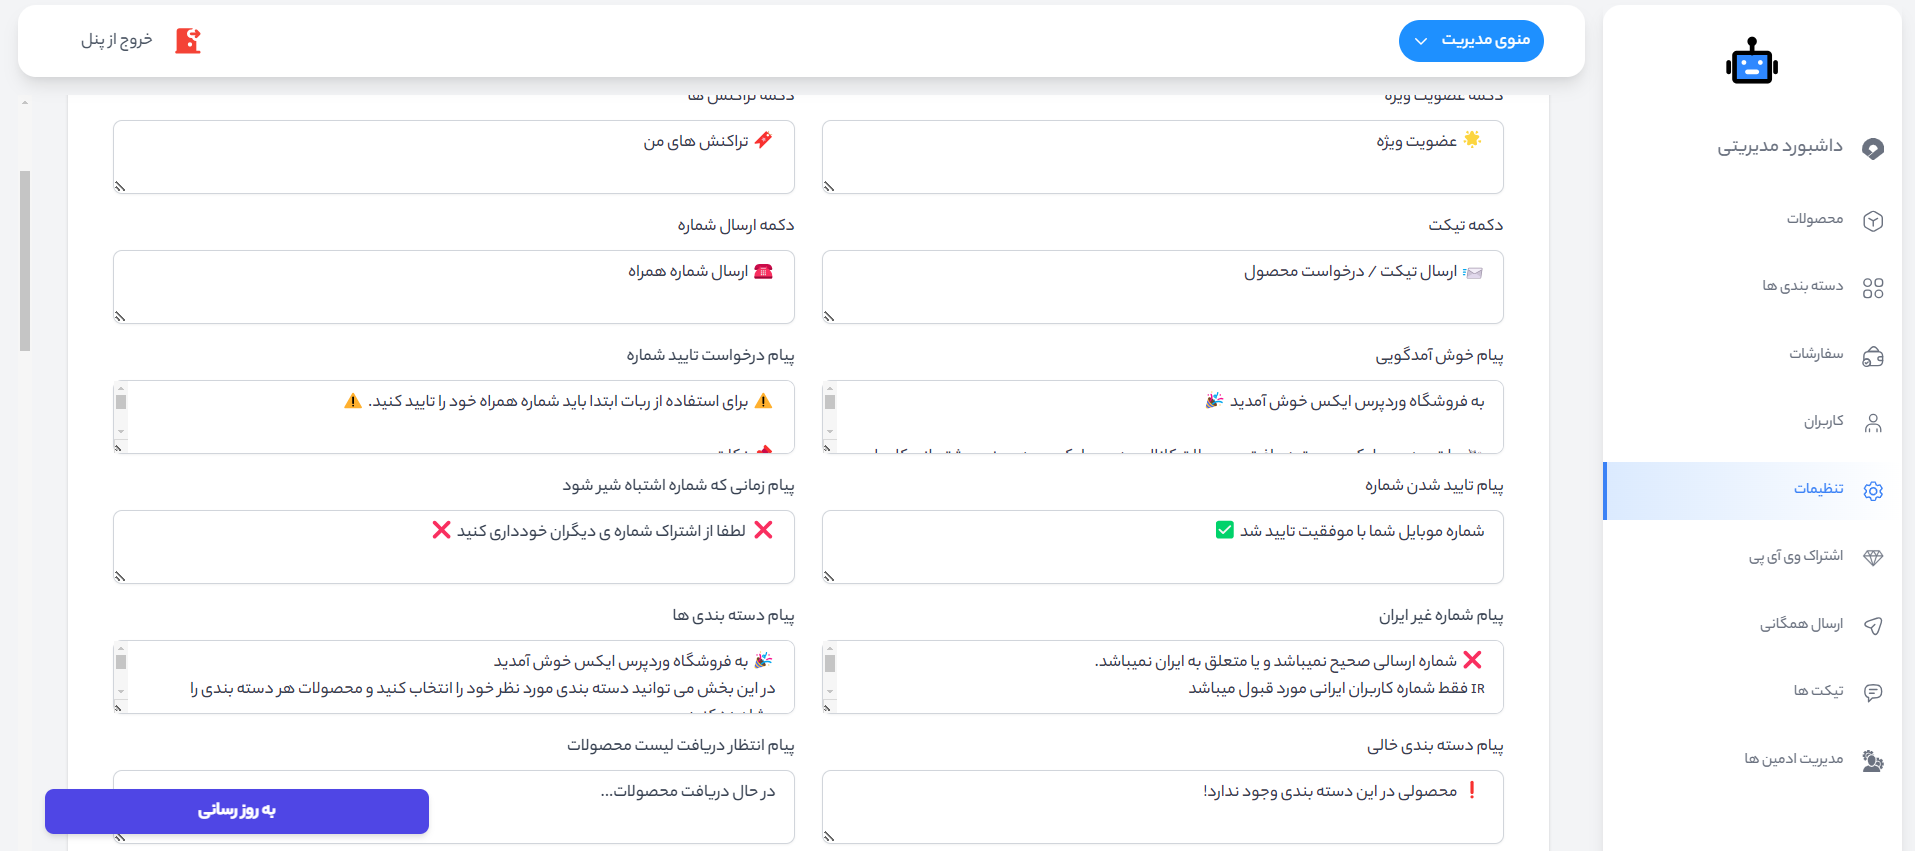 منوی مدیریت
خروج از پنل
داشبورد مدیریتی
محصولات
دسته بندی ها
سفارشات
کاربران
تنظیمات
اشتراک وی آی پی
ارسال همگانی
تیکت ها
مدیریت ادمین ها
دکمه عضویت ویژه
🌟 عضویت ویژه
دکمه تراکنش ها
تراکنش های من
دکمه تیکت
📨 ارسال تیکت / درخواست محصول
دکمه ارسال شماره
☎️ ارسال شماره همراه
پیام خوش آمدگویی
به فروشگاه وردپرس ایکس خوش آمدید 🎉
پیام درخواست تایید شماره
⚠️ برای استفاده از ربات ابتدا باید شماره همراه خود را تایید کنید. ⚠️
پیام تایید شدن شماره
شماره موبایل شما با موفقیت تایید شد ✅
پیام زمانی که شماره اشتباه شیر شود
❌ لطفا از اشتراک شماره ی دیگران خودداری کنید ❌
پیام شماره غیر ایران
❌ شماره ارسالی صحیح نمیباشد و یا متعلق به ایران نمیباشد.
IR فقط شماره کاربران ایرانی مورد قبول میباشد
پیام دسته بندی ها
🎉 به فروشگاه وردپرس ایکس خوش آمدید
در این بخش می توانید دسته بندی مورد نظر خود را انتخاب کنید و محصولات هر دسته بندی را
پیام دسته بندی خالی
❗ محصولی در این دسته بندی وجود ندارد!
پیام انتظار دریافت لیست محصولات
در حال دریافت محصولات...
به روز رسانی